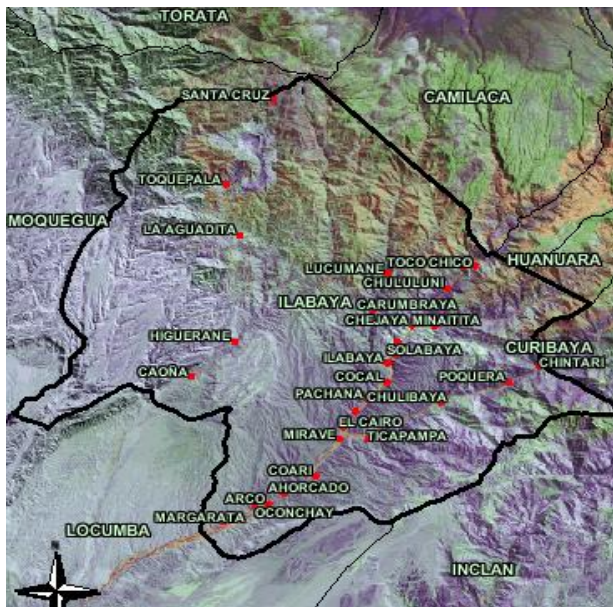 TORATA
SANTA CRUZ
CAMILACA
TOQUEPALA
MOQUEGUA
LA AGUADITA
LUCUMANE
TOCO CHICO
HUANUARA
CHULULUNI
ILABAYA
CARUMBRAYA
CHEJAYA
MINAITITA
HIGUERANE
SOLABAYA
CURIBAYA
ILABAYA
CHINTARI
CAOÑA
COCAL
POQUERA
PACHANA
CHULIBAYA
EL CAIRO
MIRAVE
TICAPAMPA
COARI
AHORCADO
ARCO
MARGARATA
OCONCHAY
LOCUMBA
INCLAN